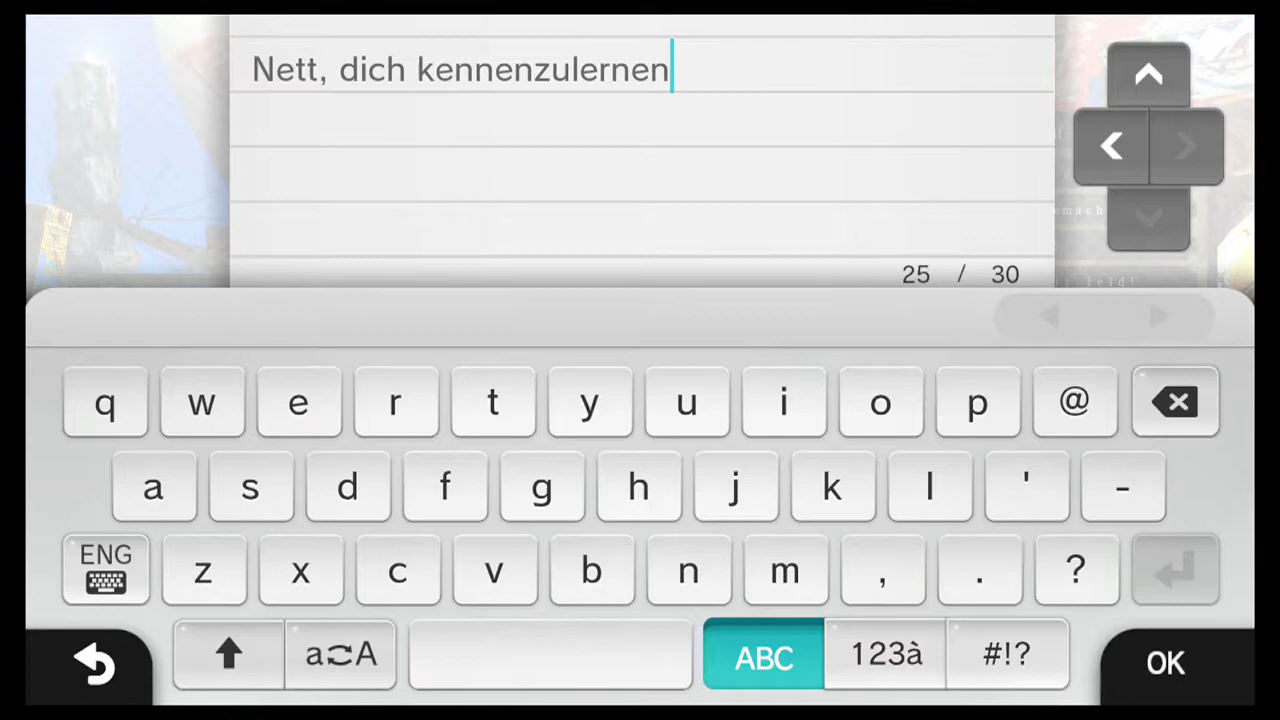 Nett, dich kennenzulernen
25 / 30
q w e r t y u i o p @
a s d f g h j k l ' -
ENG z x c v b n m , . ?
a A ABC 123à #!? OK